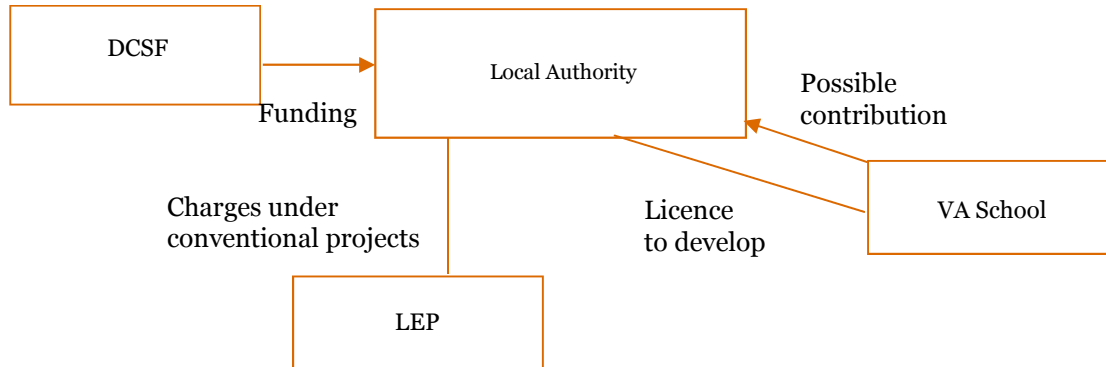 DCSF
Local Authority
Funding
Possible
contribution
Charges under
conventional projects
Licence
to develop
VA School
LEP